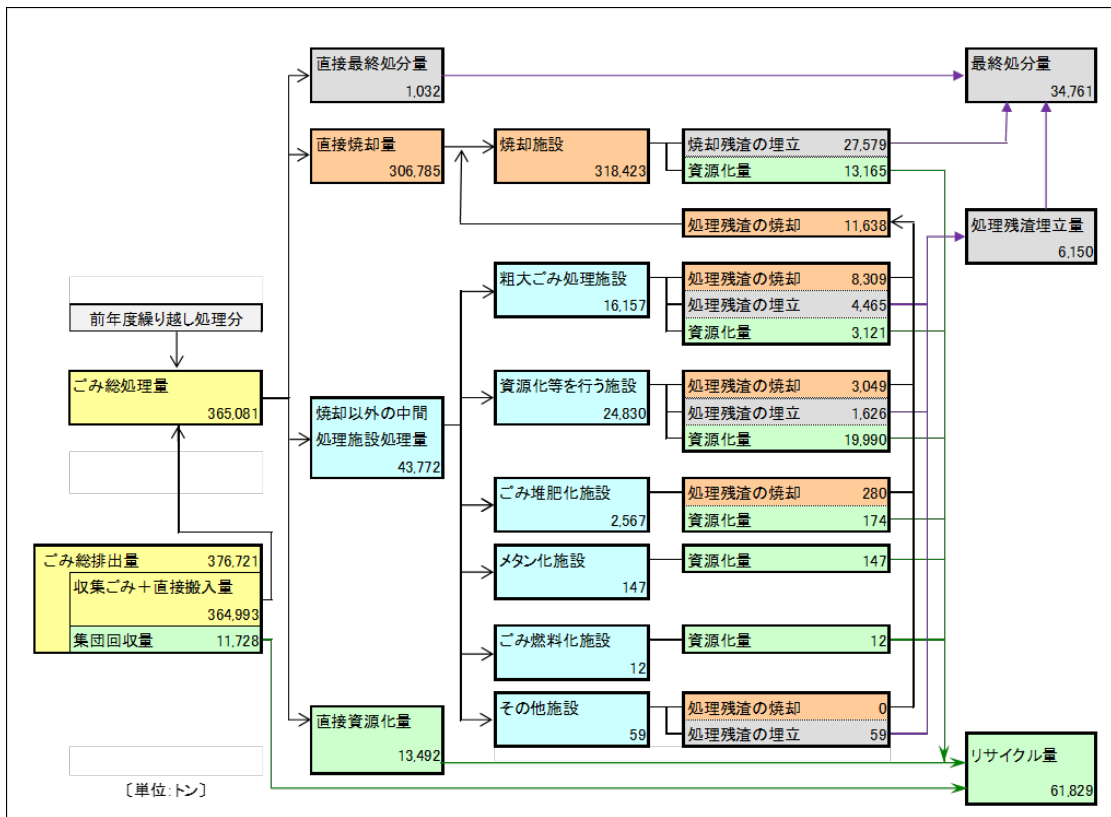 直接最終処分量
1,032
最終処分量
34,761
直接焼却量
306,785
焼却施設
318,423
焼却残渣の埋立 27,579
資源化量 13,165
処理残渣の焼却 11,638
処理残渣埋立量
6,150
粗大ごみ処理施設
16,157
処理残渣の焼却 8,309
処理残渣の埋立 4,465
資源化量 3,121
前年度繰り越し処理分
ごみ総処理量
365,081
焼却以外の中間
処理施設処理量
43,772
資源化等を行う施設
24,830
処理残渣の焼却 3,049
処理残渣の埋立 1,626
資源化量 19,990
ごみ堆肥化施設
2,567
処理残渣の焼却 280
資源化量 174
ごみ総排出量 376,721
収集ごみ＋直接搬入量
364,993
集団回収量 11,728
メタン化施設
147
資源化量 147
ごみ燃料化施設
12
資源化量 12
直接資源化量
13,492
その他施設
59
処理残渣の焼却 0
処理残渣の埋立 59
リサイクル量
61,829
〔単位:トン〕